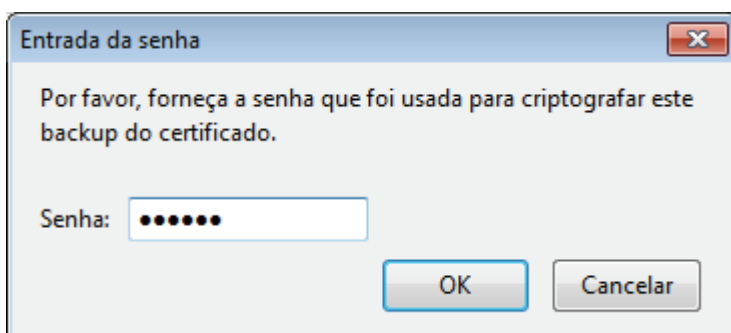 Entrada da senha
Por favor, forneça a senha que foi usada para criptografar este
backup do certificado.
Senha: ••••••
OK Cancelar